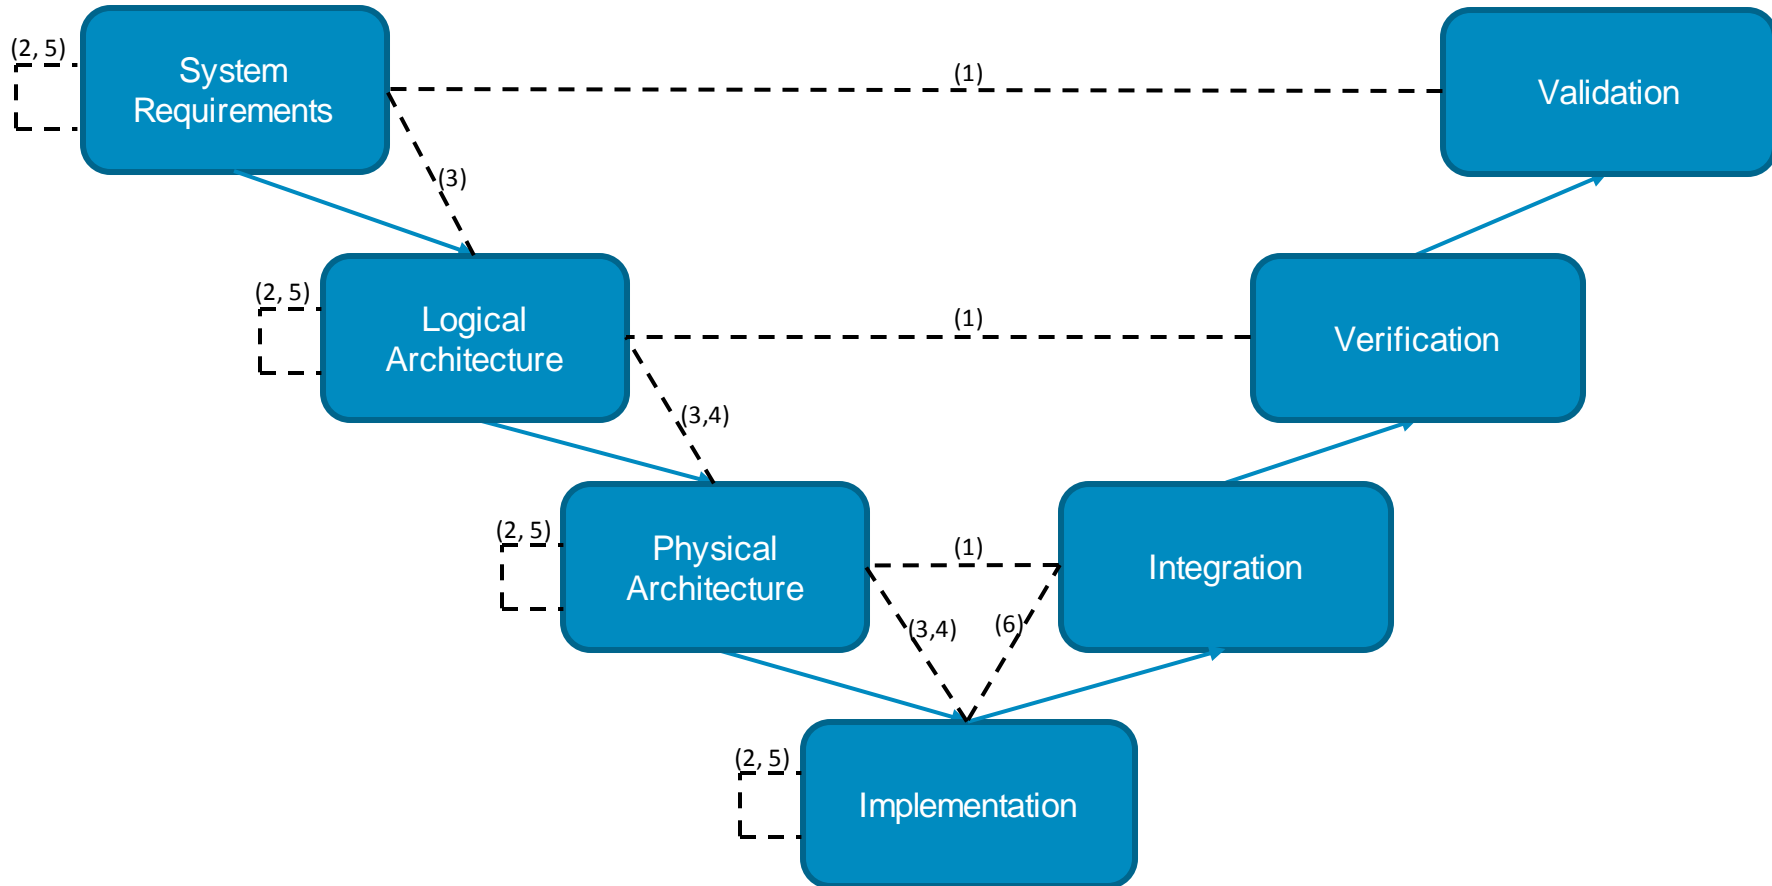 (2, 5)
System
Requirements
(1)
Validation
(3)
(2, 5)
Logical
Architecture
(1)
Verification
(3,4)
(2, 5)
Physical
Architecture
(1)
Integration
(3,4)
(6)
(2, 5)
Implementation